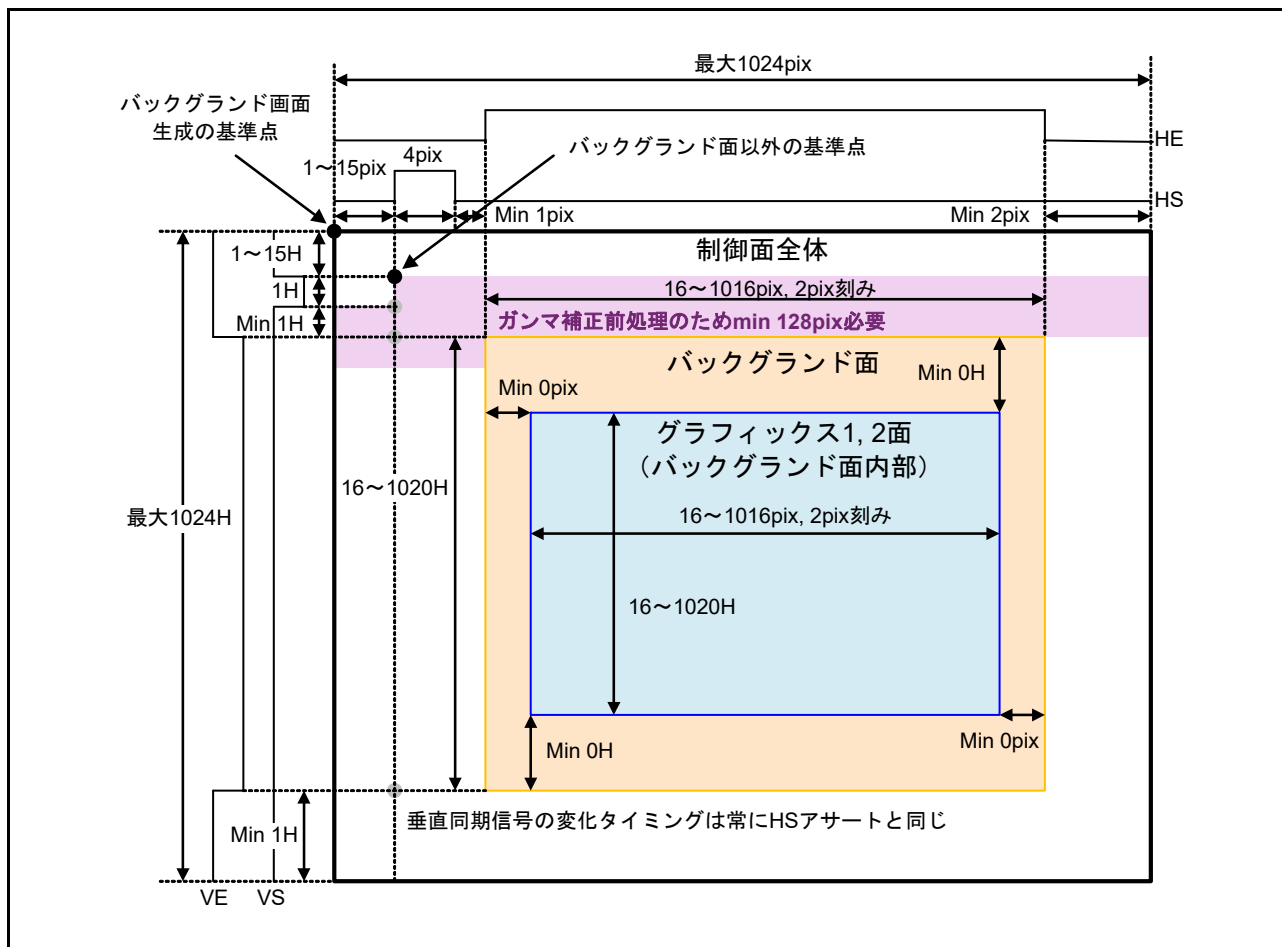 最大1024pix
バックグランド画面
生成の基準点
HE
バックグランド面以外の基準点
4pix
1～15pix
HS
Min 1pix
Min 2pix
制御面全体
1～15H
1H
16～1016pix, 2pix刻み
Min 1H
ガンマ補正前処理のためmin 128pix必要
バックグランド面
Min 0H
Min 0pix
グラフィックス1, 2面
（バックグランド面内部）
16～1020H
最大1024H
16～1016pix, 2pix刻み
16～1020H
Min 0H
Min 0pix
垂直同期信号の変化タイミングは常にHSアサートと同じ
Min 1H
VE
VS